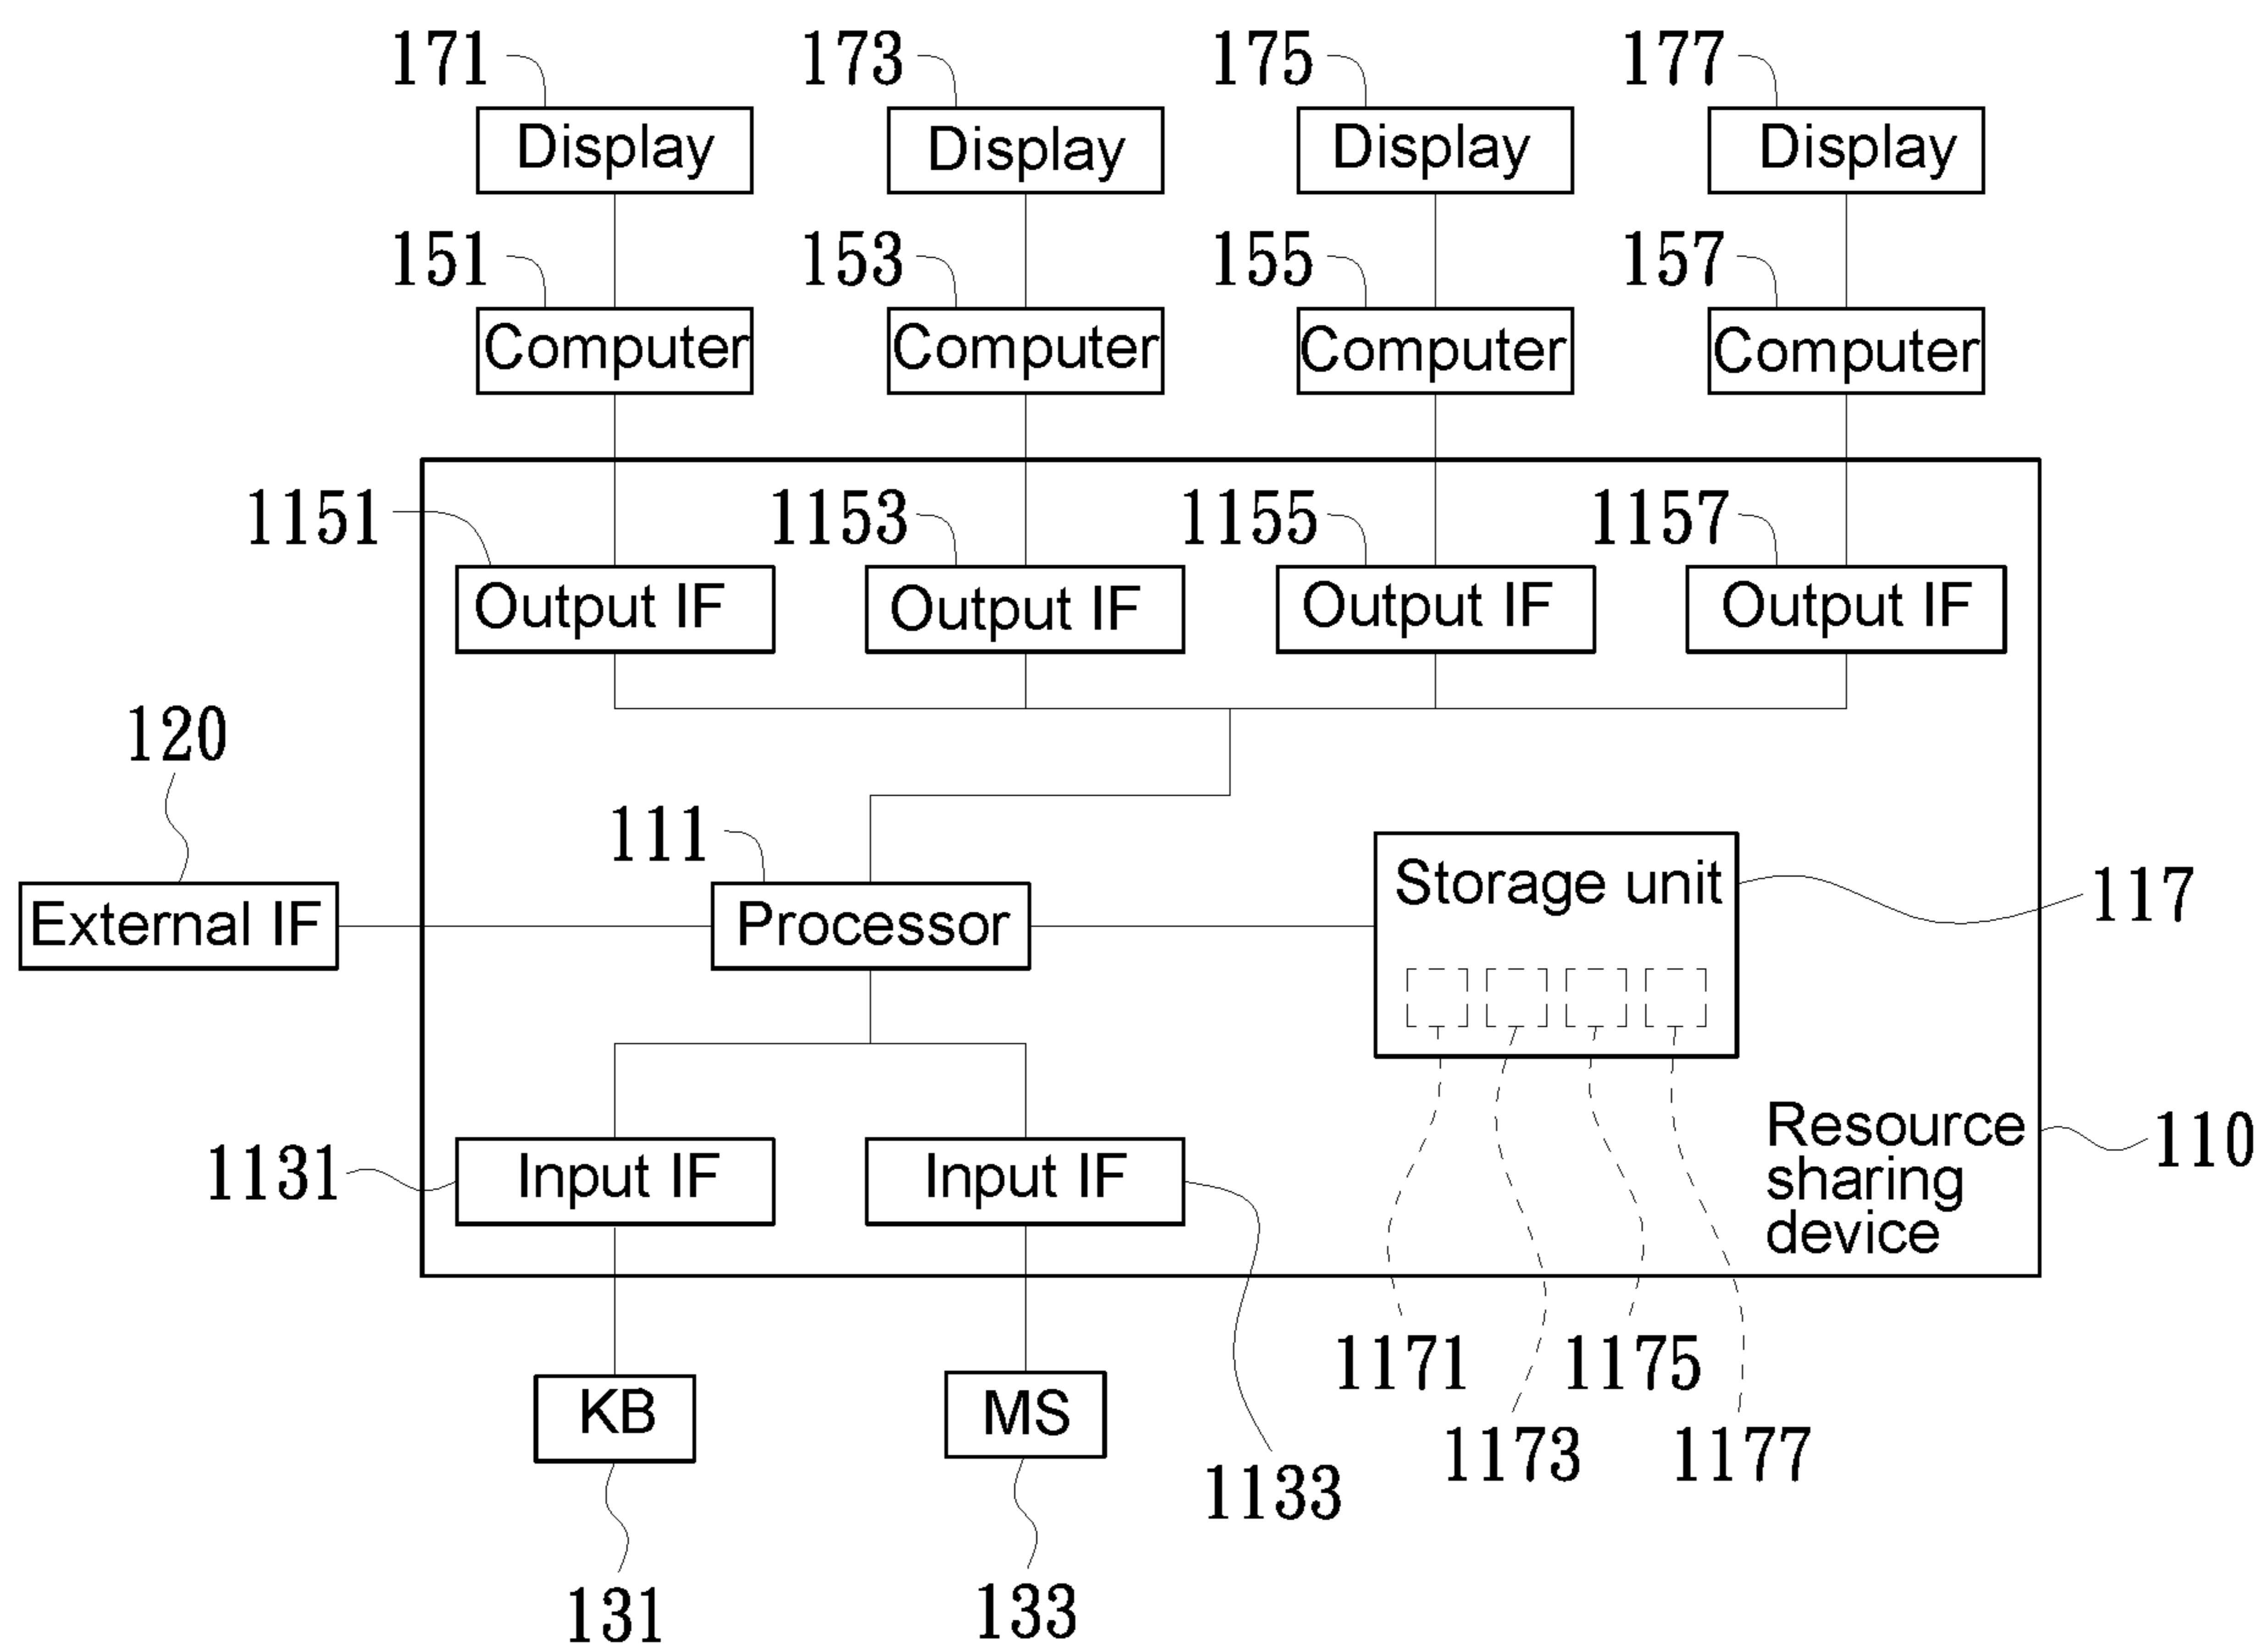 171 173 175 177
Display Display Display Display
151 153 155 157
Computer Computer Computer Computer
1151 1153 1155 1157
Output IF Output IF Output IF Output IF
120
111
Storage unit
117
External IF Processor
Resource
sharing
device
110
1131 Input IF Input IF
1171 1175
KB MS
1173 1177
1133
131 133